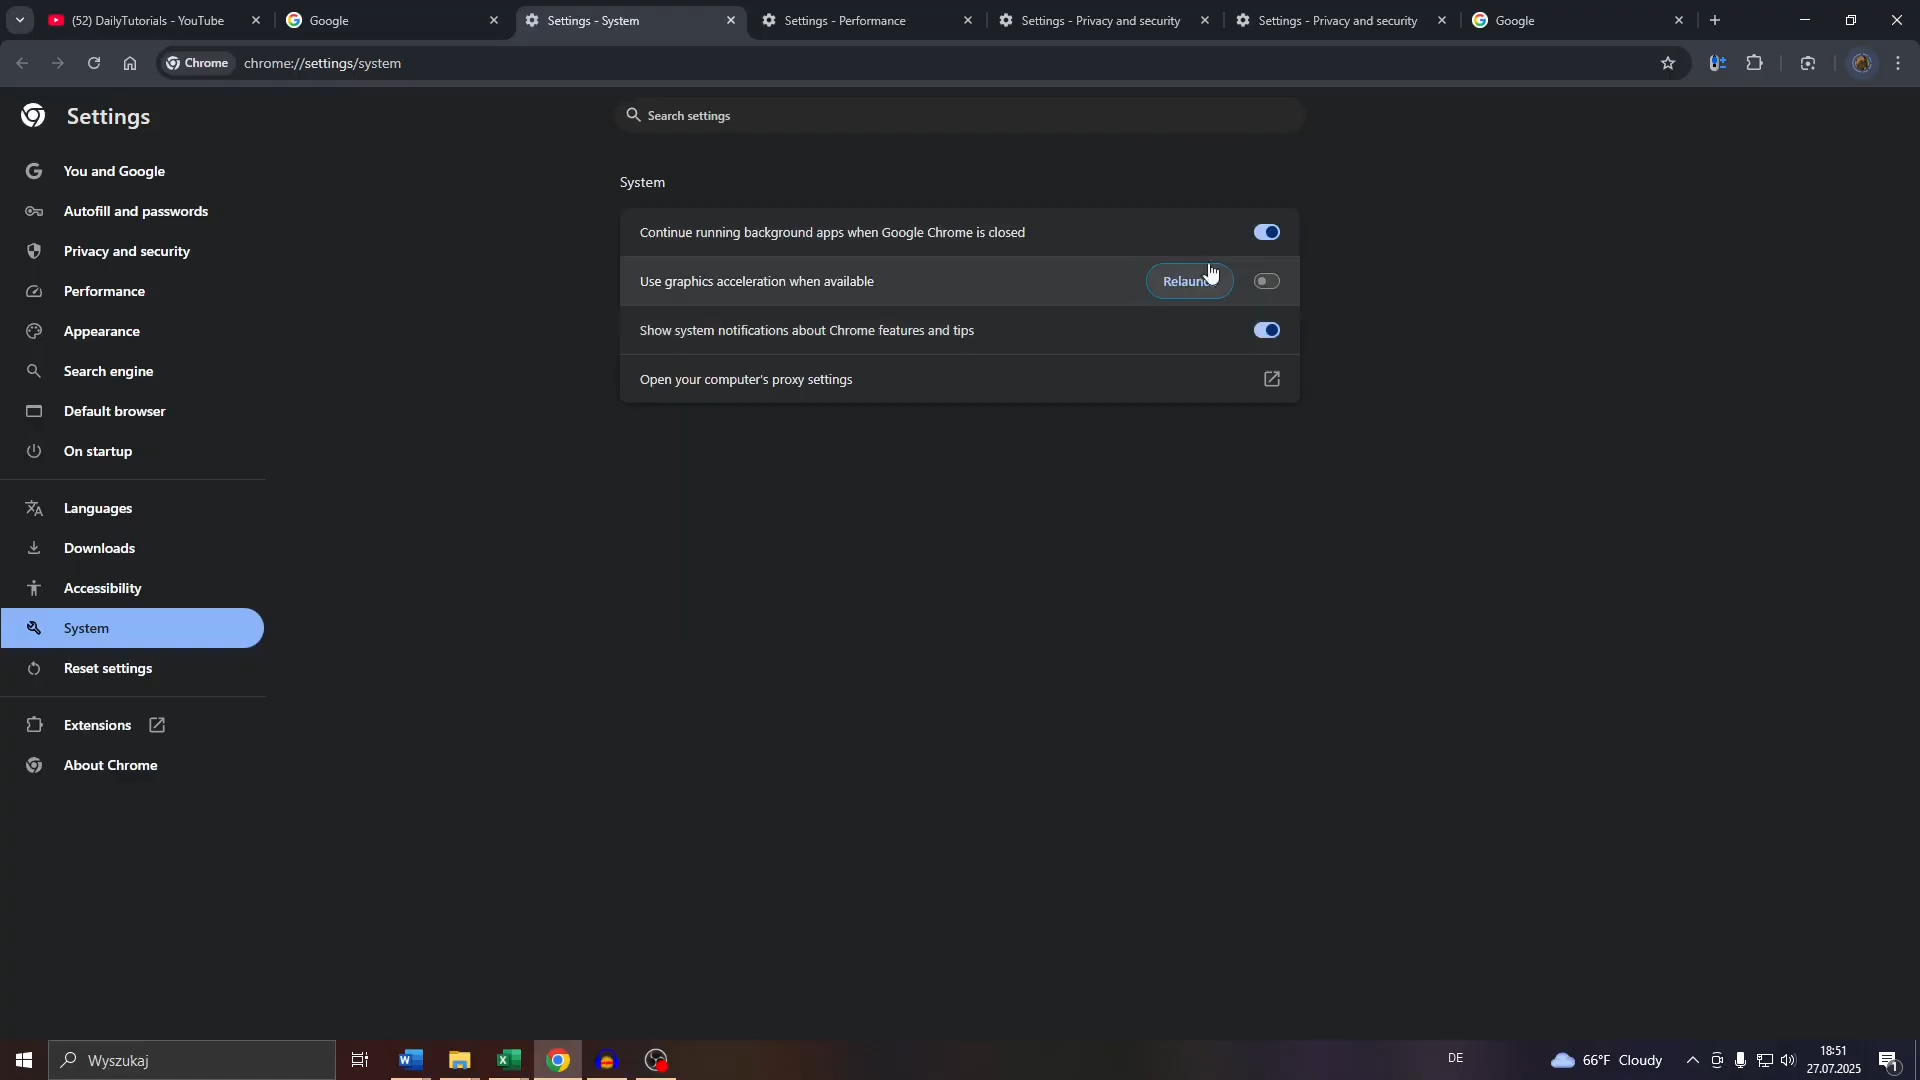 (52) DailyTutorials - YouTube
Google
Settings - System
Settings - Performance
Settings - Privacy and security
Settings - Privacy and security
Google
Chrome
chrome://settings/system
Settings
Search settings
You and Google
Autofill and passwords
Privacy and security
Performance
Appearance
Search engine
Default browser
On startup
Languages
Downloads
Accessibility
System
Reset settings
Extensions
About Chrome
System
Continue running background apps when Google Chrome is closed
Use graphics acceleration when available
Show system notifications about Chrome features and tips
Open your computer's proxy settings
Wyszukaj
DE
66°F Cloudy
18:51
27.07.2025
1